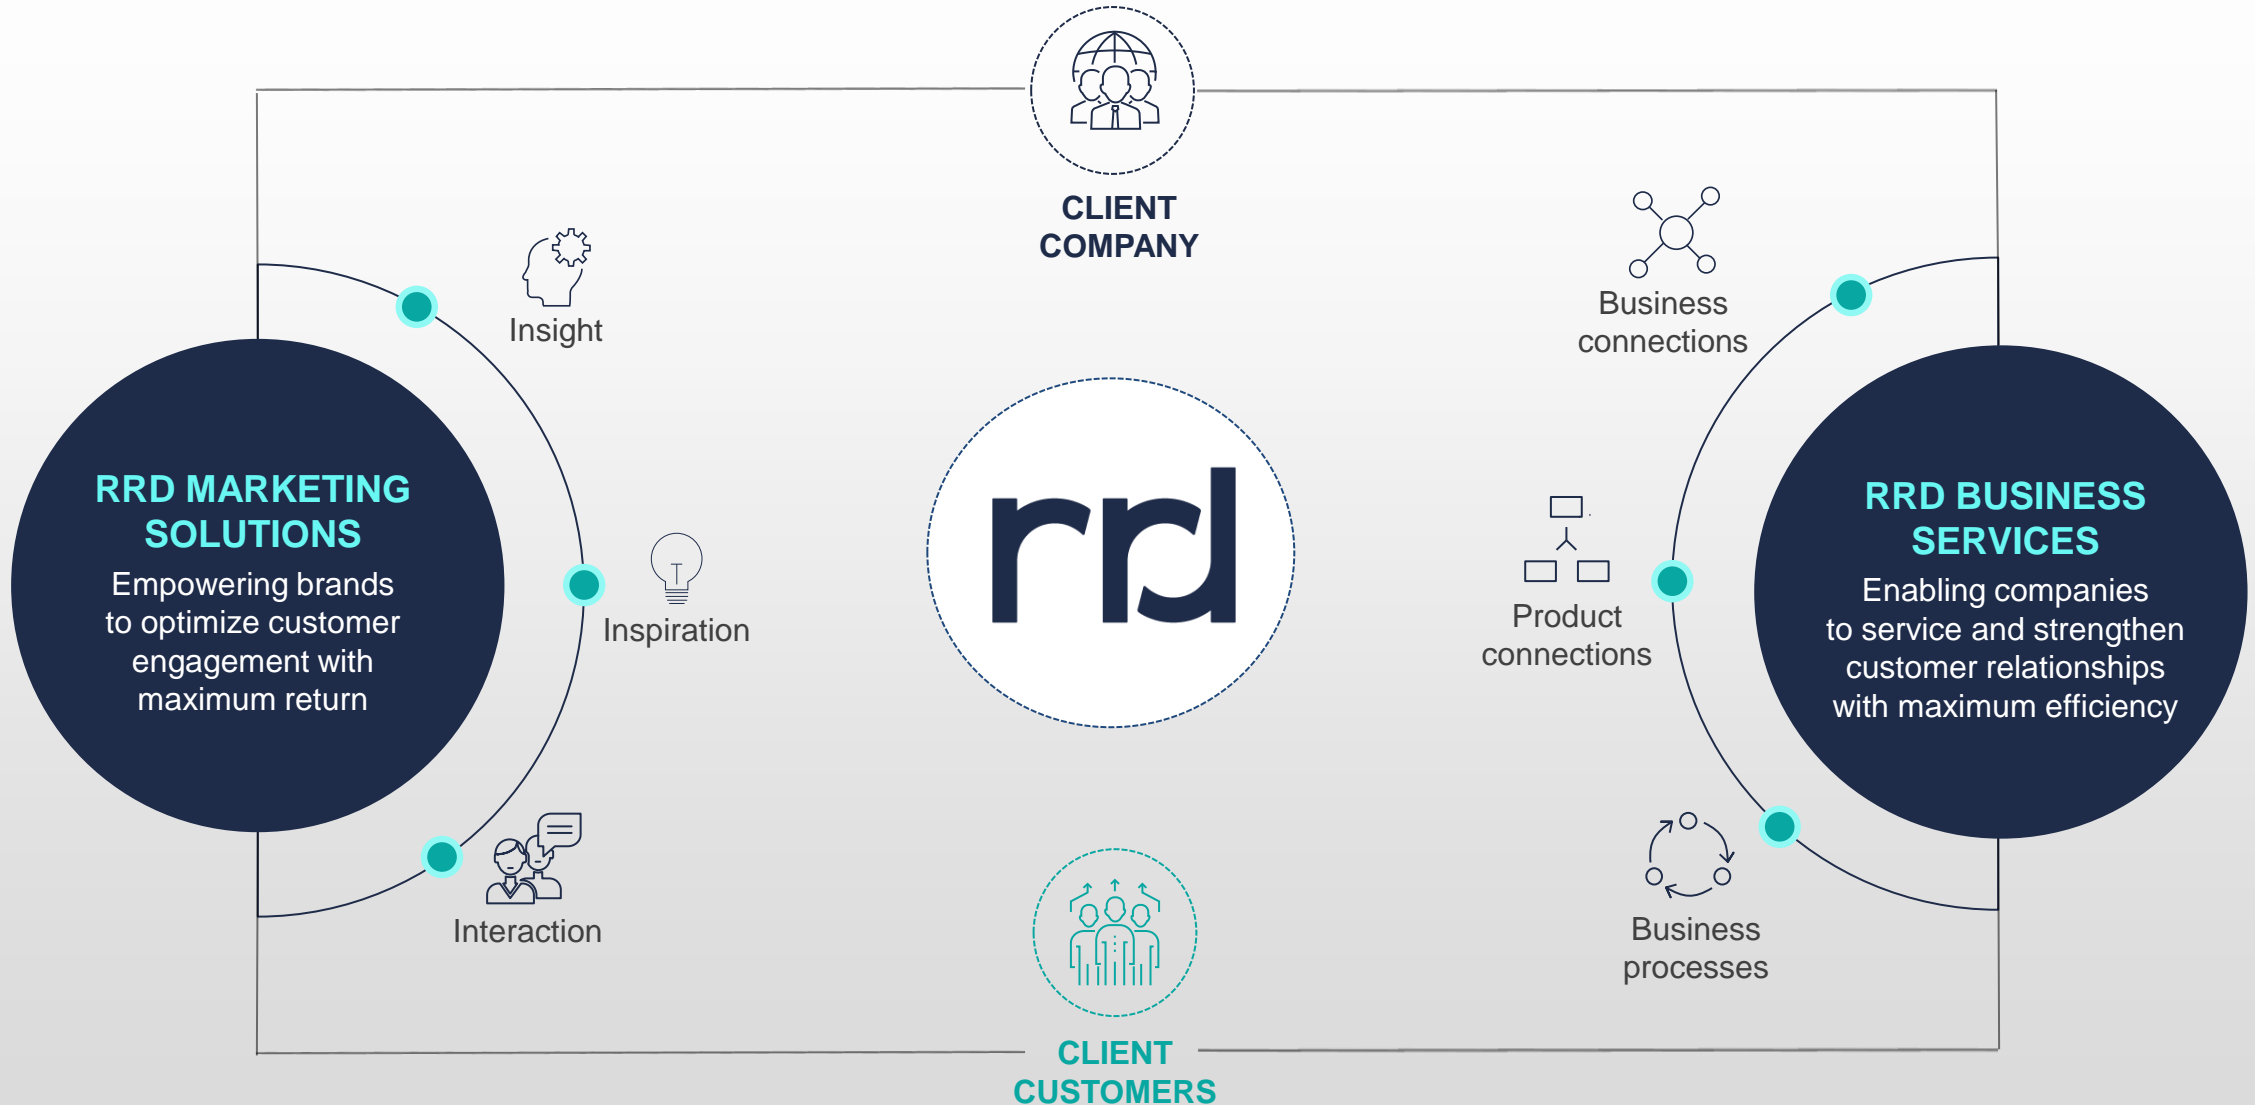 CLIENT
COMPANY
Insight
Business
connections
RRD MARKETING
SOLUTIONS
Empowering brands
to optimize customer
engagement with
maximum return
Inspiration
rrd
Product
connections
RRD BUSINESS
SERVICES
Enabling companies
to service and strengthen
customer relationships
with maximum efficiency
Interaction
Business
processes
CLIENT
CUSTOMERS